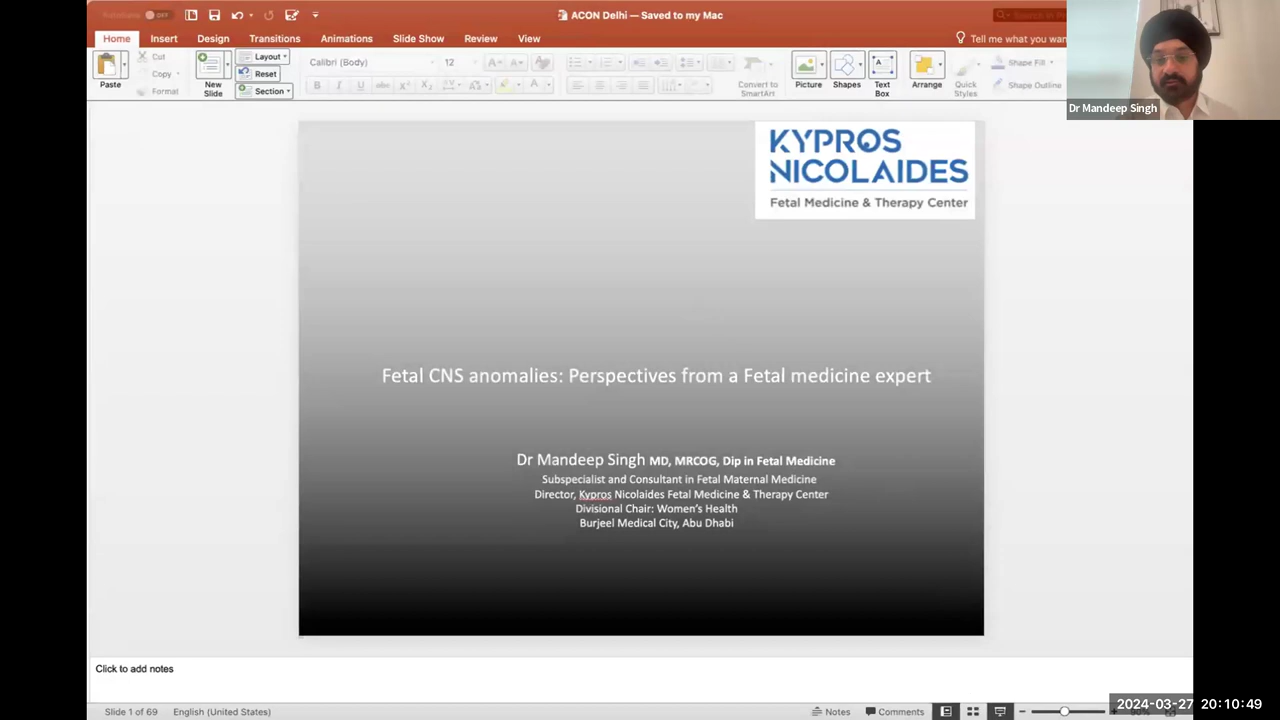 OFF
ACON Delhi — Saved to my Mac
Home
Insert
Design
Transitions
Animations
Slide Show
Review
View
Tell me what you wan
Dr Mandeep Singh
Paste
Cut
Copy
Format
New
Slide
Layout
Reset
Section
Calibri (Body)
12
Convert to
SmartArt
Picture
Shapes
Text
Box
Arrange
Quick
Styles
Shape Fill
Shape Outline
KYPROS
NICOLAIDES
Fetal Medicine & Therapy Center
Fetal CNS anomalies: Perspectives from a Fetal medicine expert
Dr Mandeep Singh MD, MRCOG, Dip in Fetal Medicine
Subspecialist and Consultant in Fetal Maternal Medicine
Director, Kypros Nicolaides Fetal Medicine & Therapy Center
Divisional Chair: Women's Health
Burjeel Medical City, Abu Dhabi
Click to add notes
Slide 1 of 69
English (United States)
Notes
Comments
2024-03-27 20:10:49